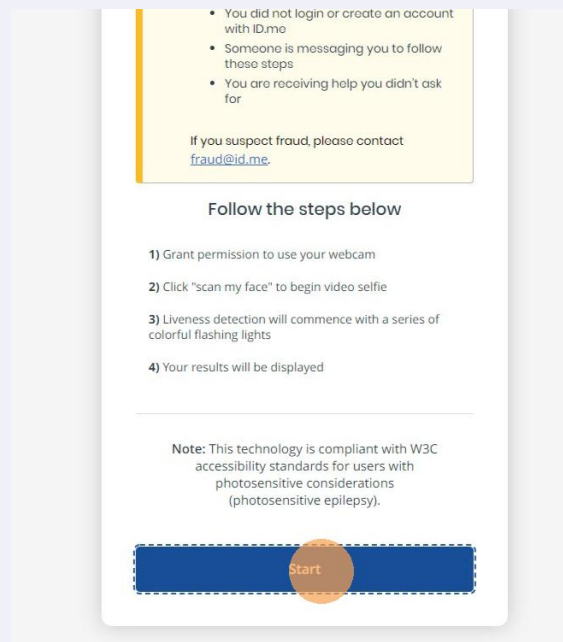 You did not login or create an account
with ID.me
Someone is messaging you to follow
these steps
You are receiving help you didn't ask
for
If you suspect fraud, please contact
fraud@id.me.
Follow the steps below
1) Grant permission to use your webcam
2) Click "scan my face" to begin video selfie
3) Liveness detection will commence with a series of
colorful flashing lights
4) Your results will be displayed
Note: This technology is compliant with W3C
accessibility standards for users with
photosensitive considerations
(photosensitive epilepsy).
Start